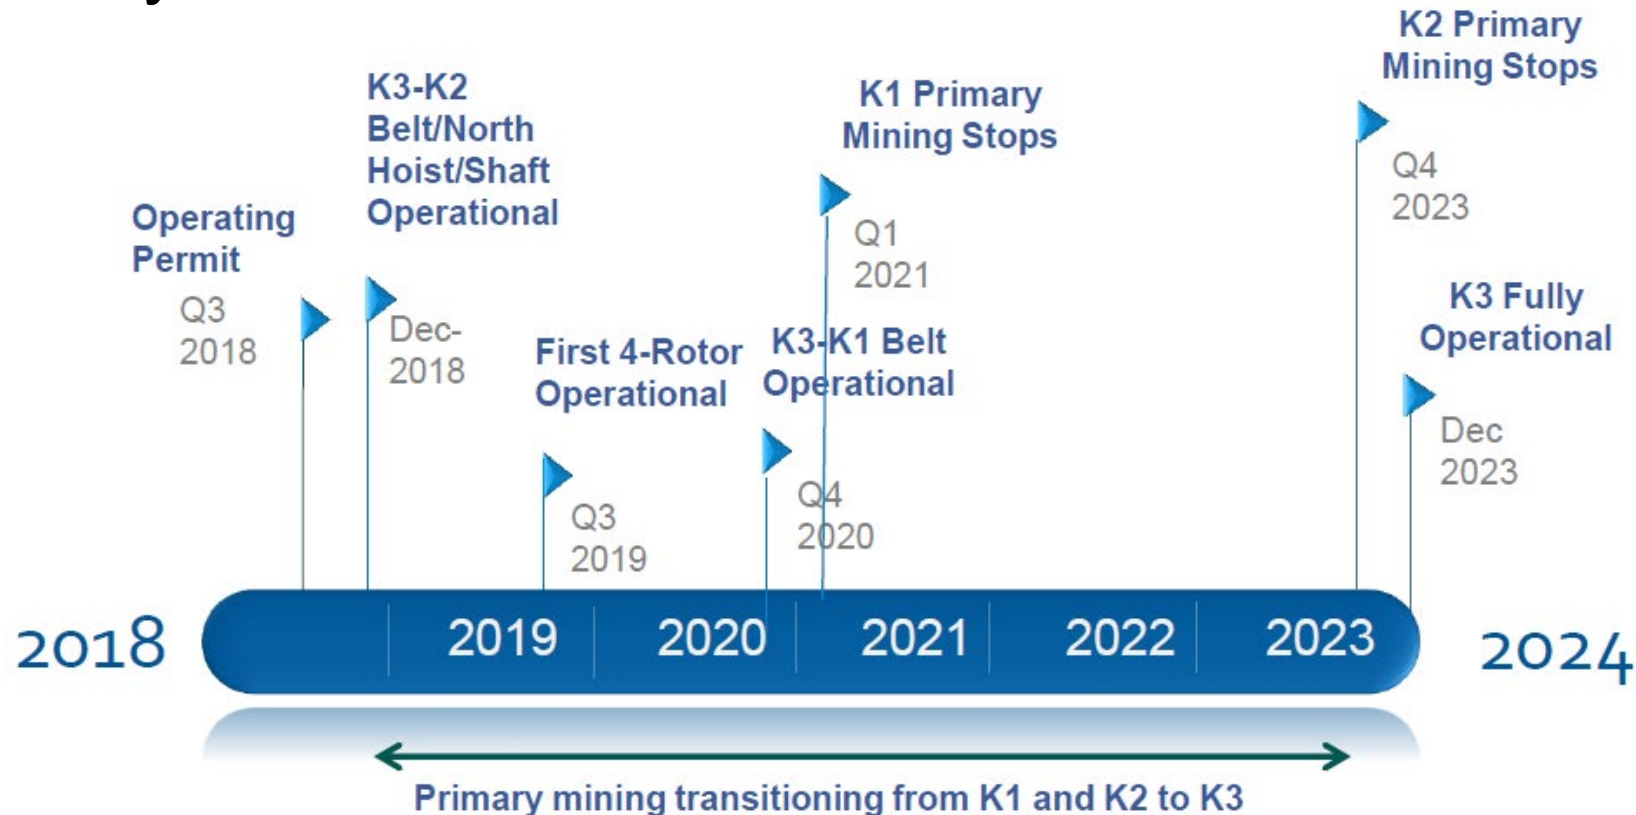 K2 Primary
Mining Stops
K3-K2
Belt/North
Hoist/Shaft
Operational
K1 Primary
Mining Stops
Q4
2023
Operating
Permit
Q1
2021
Q3
2018
Dec-
2018
K3 Fully
Operational
First 4-Rotor
Operational
K3-K1 Belt
Operational
Dec
2023
Q3
2019
Q4
2020
2018
2019
2020
2021
2022
2023
2024
Primary mining transitioning from K1 and K2 to K3